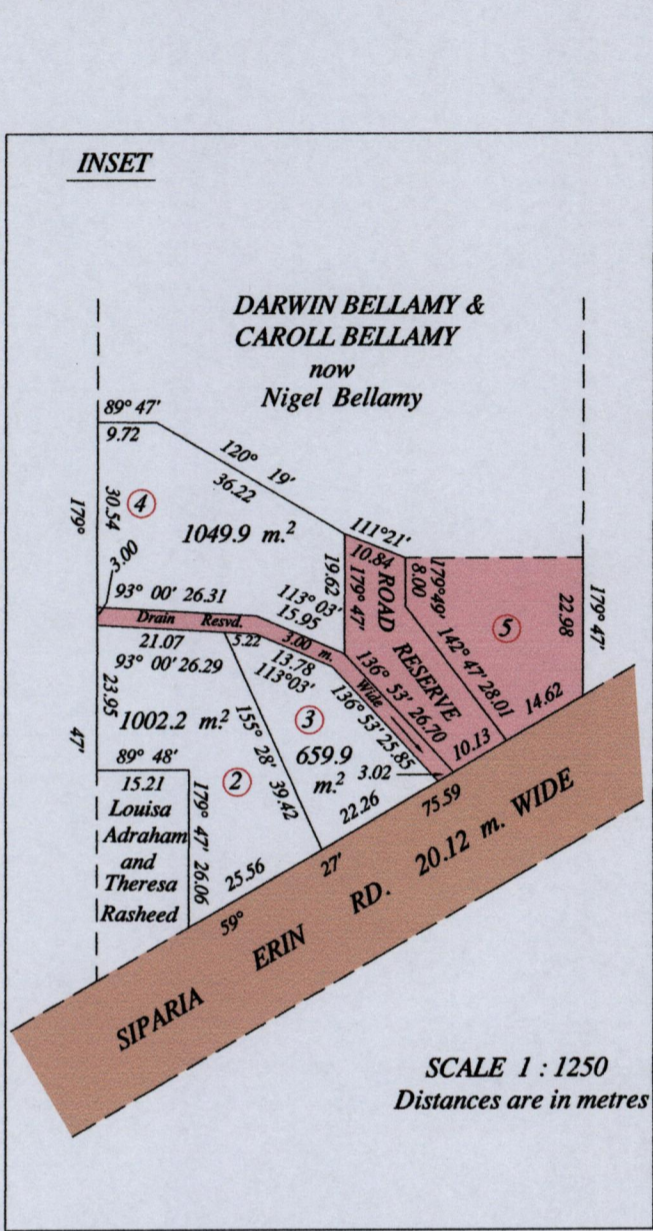 INSET
DARWIN BELLAMY &
CAROLL BELLAMY
now
Nigel Bellamy
89° 47'
9.72
120° 19'
36.22
179°
30.54
4
1049.9 m.²
3.00
111°21'
10.84
19.62
179° 47'
ROAD RESERVE
8.00
179°49'
142° 47' 28.01
5
22.98
179° 47'
14.62
93° 00' 26.31
113° 03'
15.95
Drain Resvd. 3.00 m. Wide
21.07
5.22
13.78
113°03'
136° 53' 26.70
136° 53' 25.85
10.13
93° 00' 26.29
23.95
1002.2 m.²
155° 28' 39.42
3
659.9
m²
3.02
22.26
75.59
47'
89° 48'
15.21
2
179° 47' 26.06
25.56
Louisa
Adraham
and
Theresa
Rasheed
59° 27'
SIPARIA ERIN RD. 20.12 m. WIDE
SCALE 1 : 1250
Distances are in metres